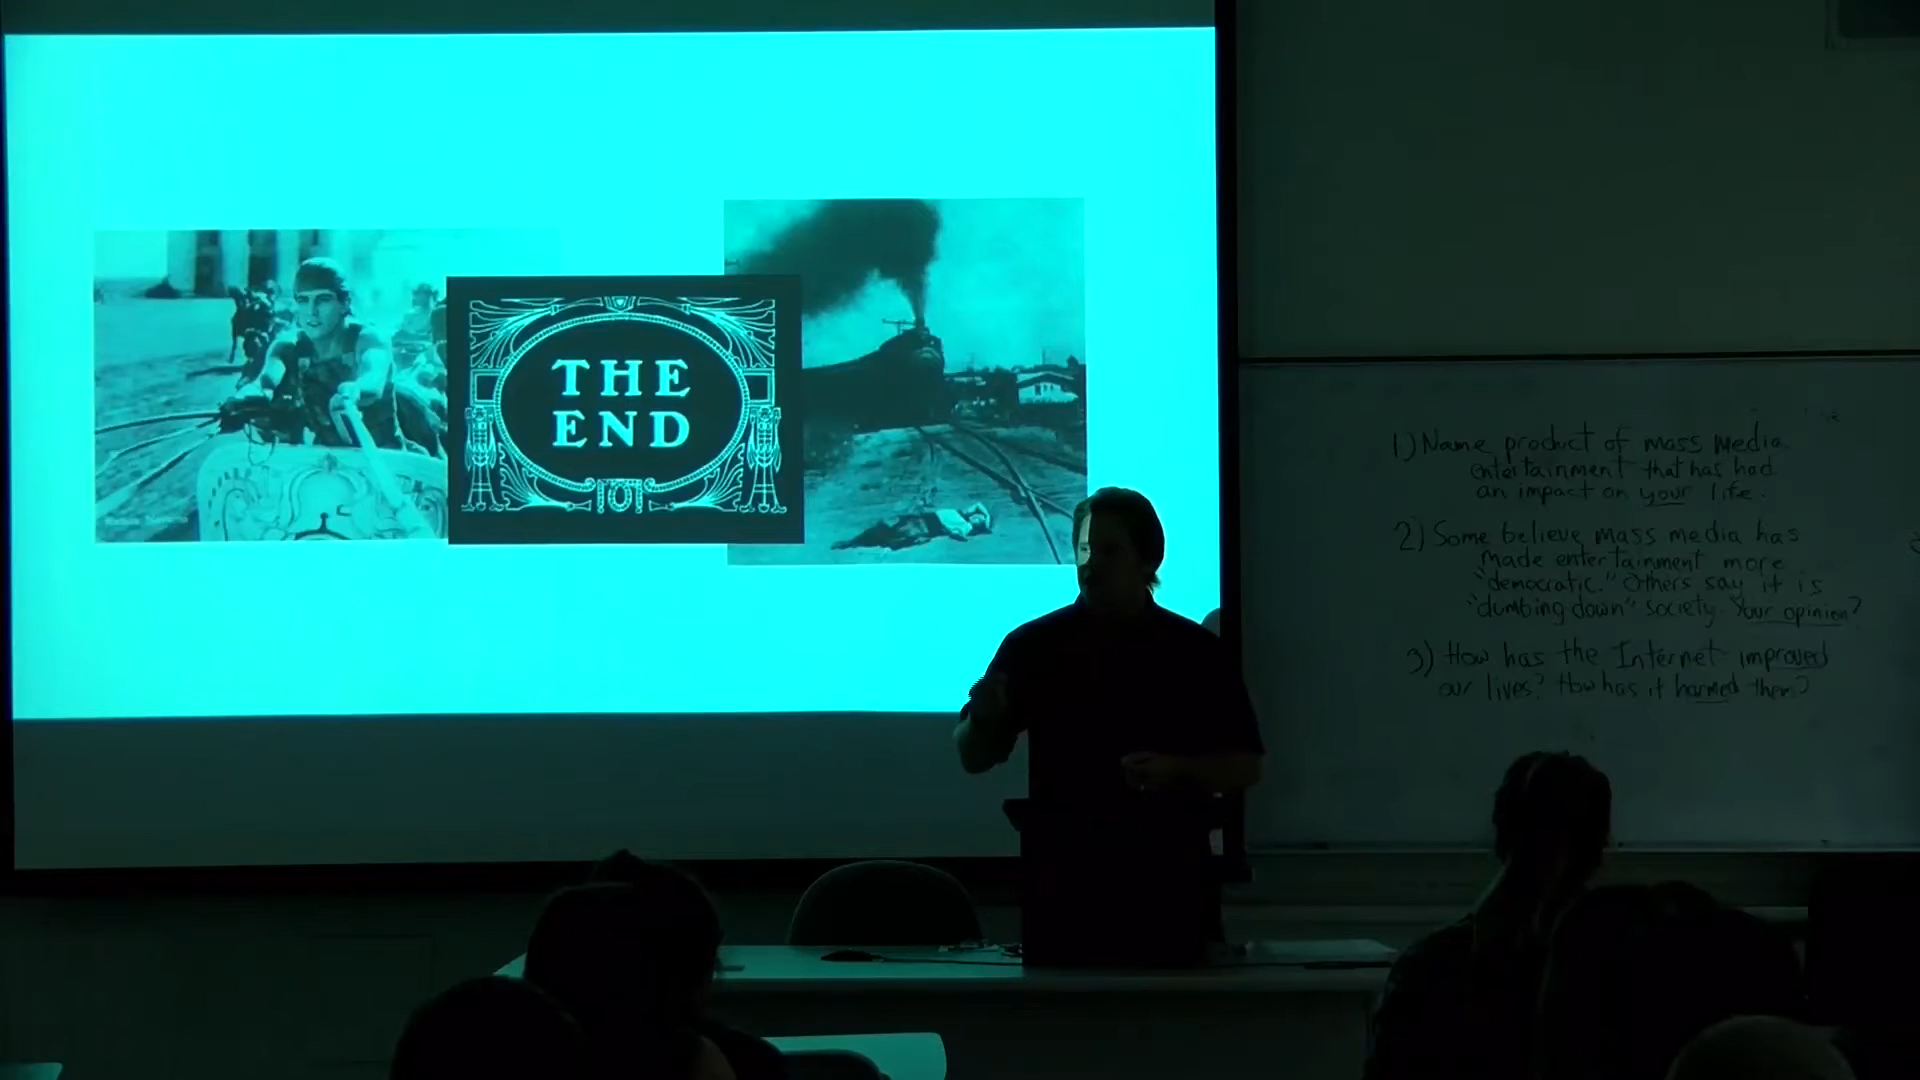 THE
END
1) Name product of mass media
entertainment that has had
an impact on your life.
2) Some believe mass media has
made entertainment more
"democratic." Others say it is
"dumbing down" society. Your opinion?
3) How has the Internet improved
our lives? How has it harmed them?